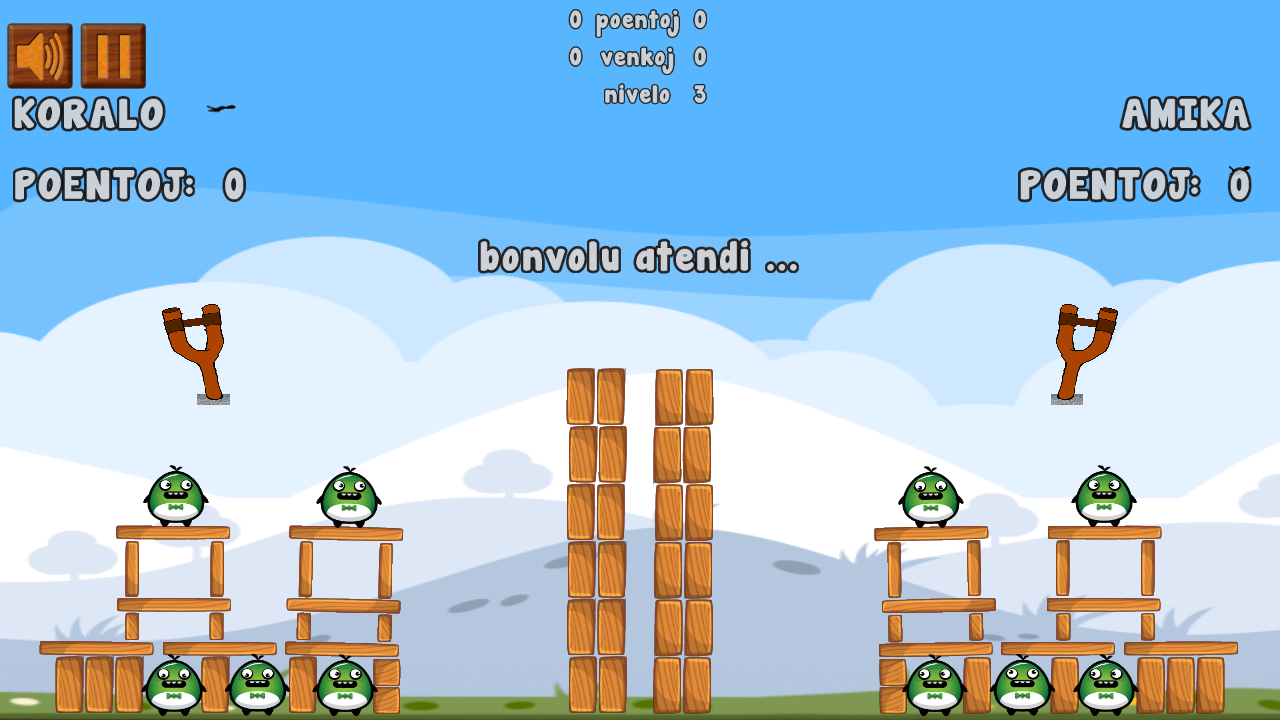 0 poentoj 0
0 venkoj 0
nivelo 3
KORALO
AMIKA
POENTOJ: 0
POENTOJ: 0
bonvolu atendi ...